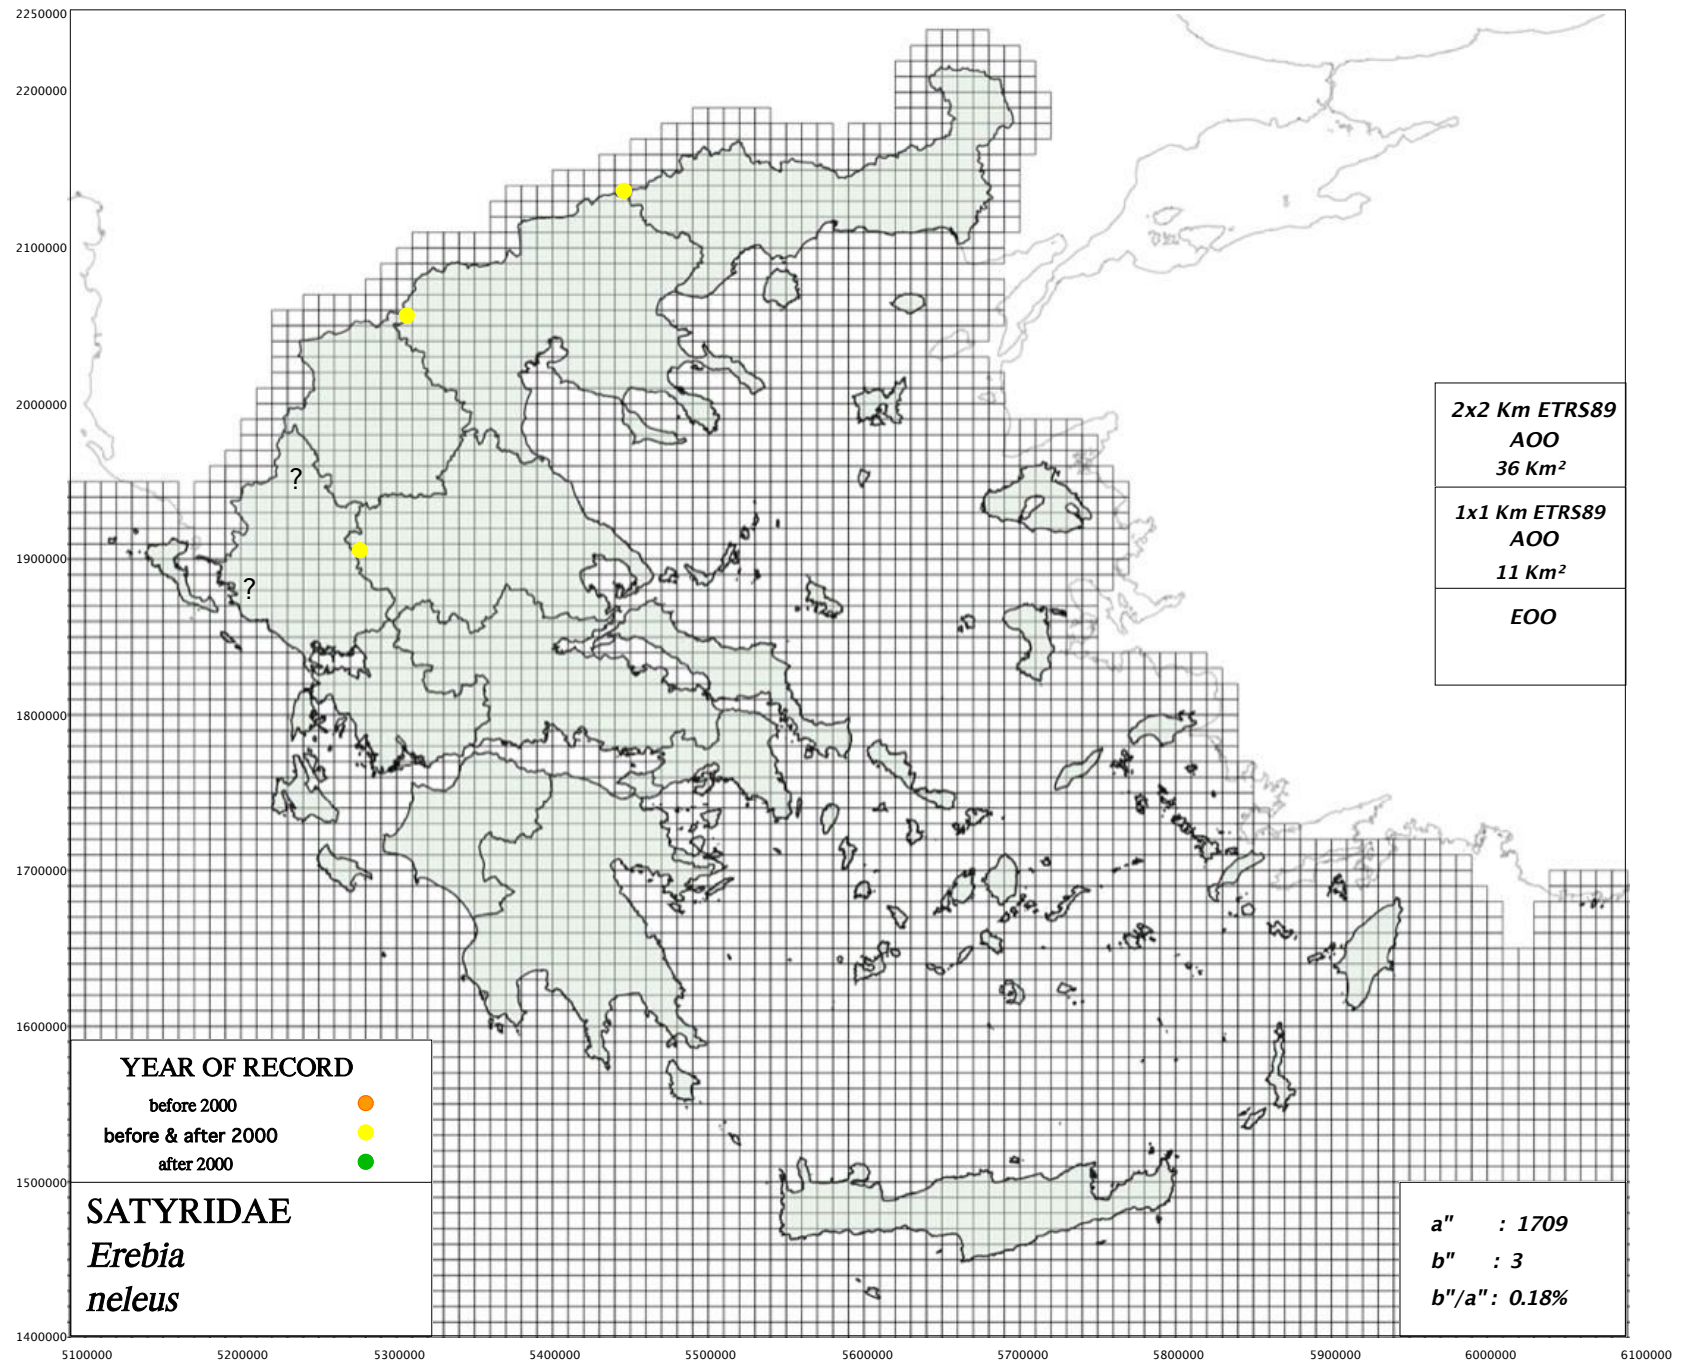 2250000
2200000
2100000
2000000
1900000
1800000
1700000
1600000
1500000
1400000
?
?
2x2 Km ETRS89
AOO
36 Km²
1x1 Km ETRS89
AOO
11 Km²
EOO
YEAR OF RECORD
before 2000
before & after 2000
after 2000
SATYRIDAE
Erebia
neleus
a" : 1709
b" : 3
b"/a" : 0.18%
5100000 5200000 5300000 5400000 5500000 5600000 5700000 5800000 5900000 6000000 6100000